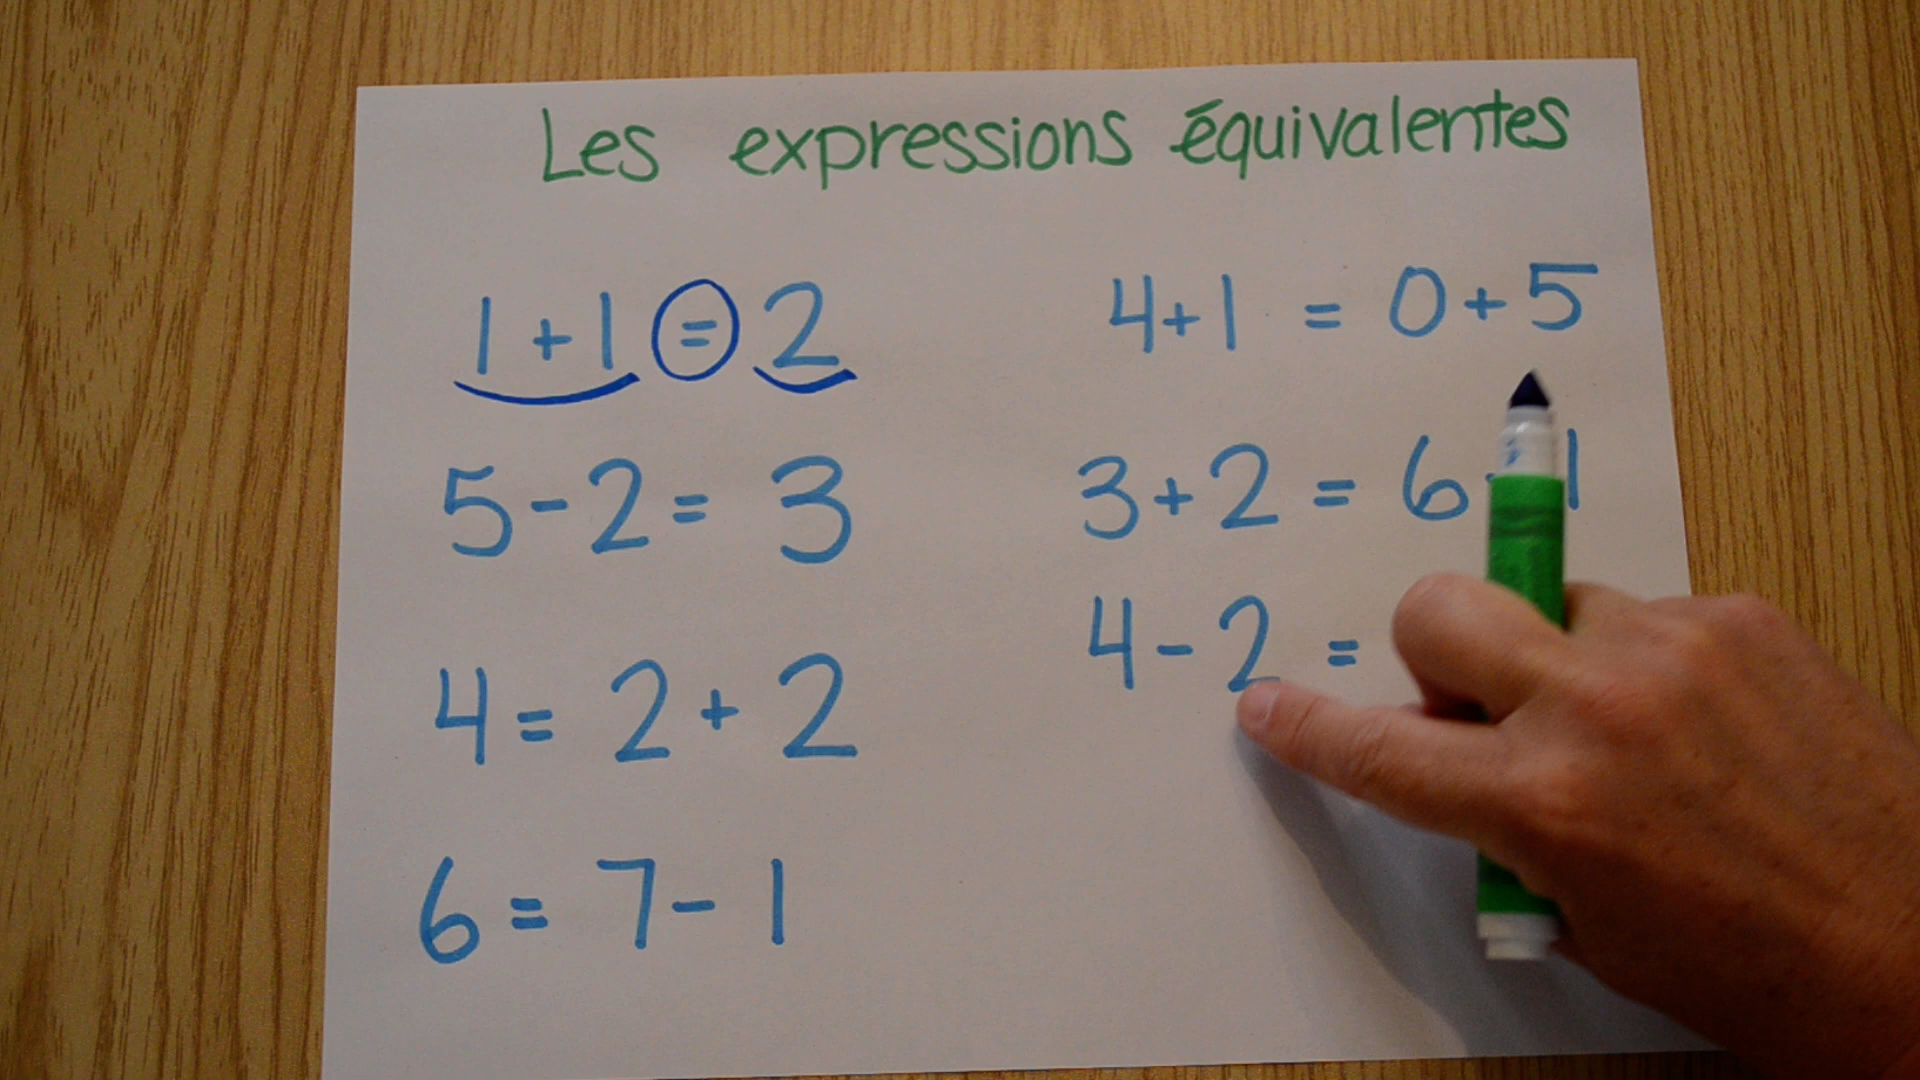 Les expressions équivalentes
1 + 1 = 2
5 - 2 = 3
4 = 2 + 2
6 = 7 - 1
4 + 1 = 0 + 5
3 + 2 = 6 - 1
4 - 2 =